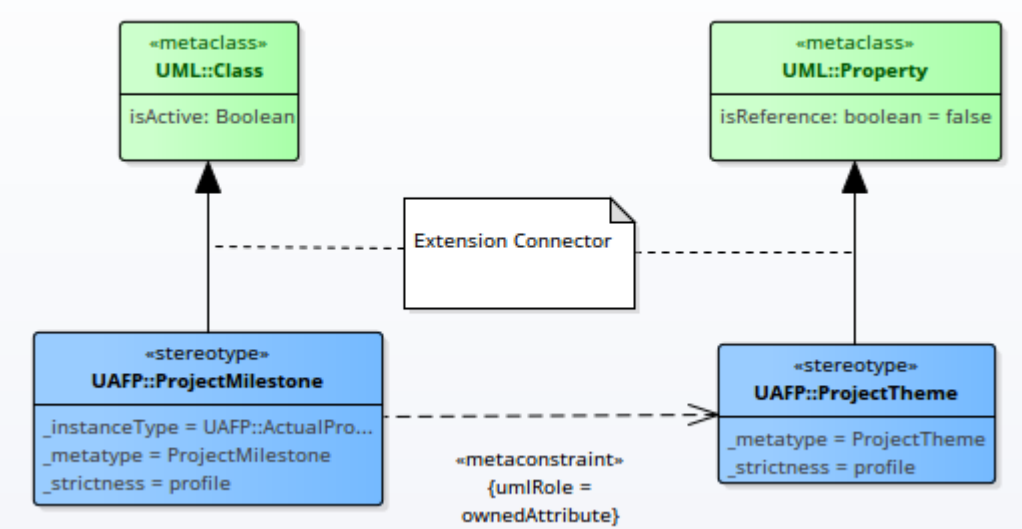 «metaclass»
UML::Class
isActive: Boolean
«metaclass»
UML::Property
isReference: boolean = false
Extension Connector
«stereotype»
UAFP::ProjectMilestone
_instanceType = UAFP::ActualPro...
_metatype = ProjectMilestone
_strictness = profile
«metaconstraint»
{umlRole =
ownedAttribute}
«stereotype»
UAFP::ProjectTheme
_metatype = ProjectTheme
_strictness = profile